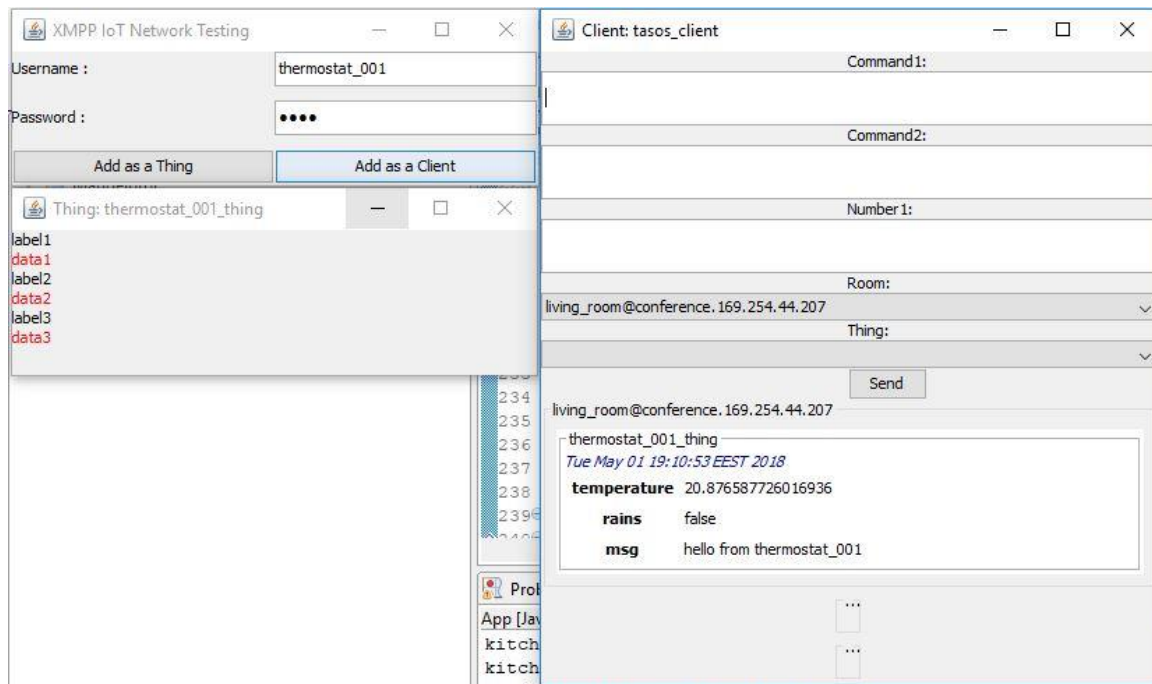 XMPP IoT Network Testing
Username :
thermostat_001
Password :
••••
Add as a Thing
Add as a Client
Thing: thermostat_001_thing
label1
data1
label2
data2
label3
data3
234
235
236
237
238
239
App [Jav
kitch
kitch
Client: tasos_client
Command1:
Command2:
Number1:
Room:
living_room@conference.169.254.44.207
Thing:
Send
living_room@conference.169.254.44.207
thermostat_001_thing
Tue May 01 19:10:53 EEST 2018
temperature 20.876587726016936
rains false
msg hello from thermostat_001
...
...